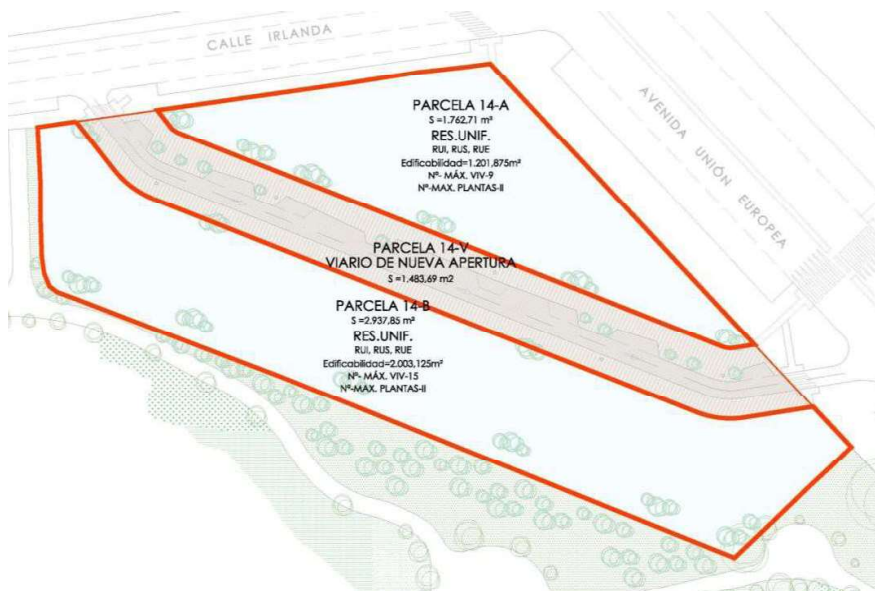 CALLE IRLANDA
AVENIDA UNIÓN EUROPEA
PARCELA 14-A
S =1.762,71 m²
RES.UNIF.
RUI, RUS, RUE
Edificabilidad=1.201,875m²
Nº- MÁX. VIV-9
Nº-MAX. PLANTAS-II
PARCELA 14-V
VIARIO DE NUEVA APERTURA
S =1.483,69 m2
PARCELA 14-B
S =2.937,85 m²
RES.UNIF.
RUI, RUS, RUE
Edificabilidad=2.003,125m²
Nº- MÁX. VIV-15
Nº-MAX. PLANTAS-II